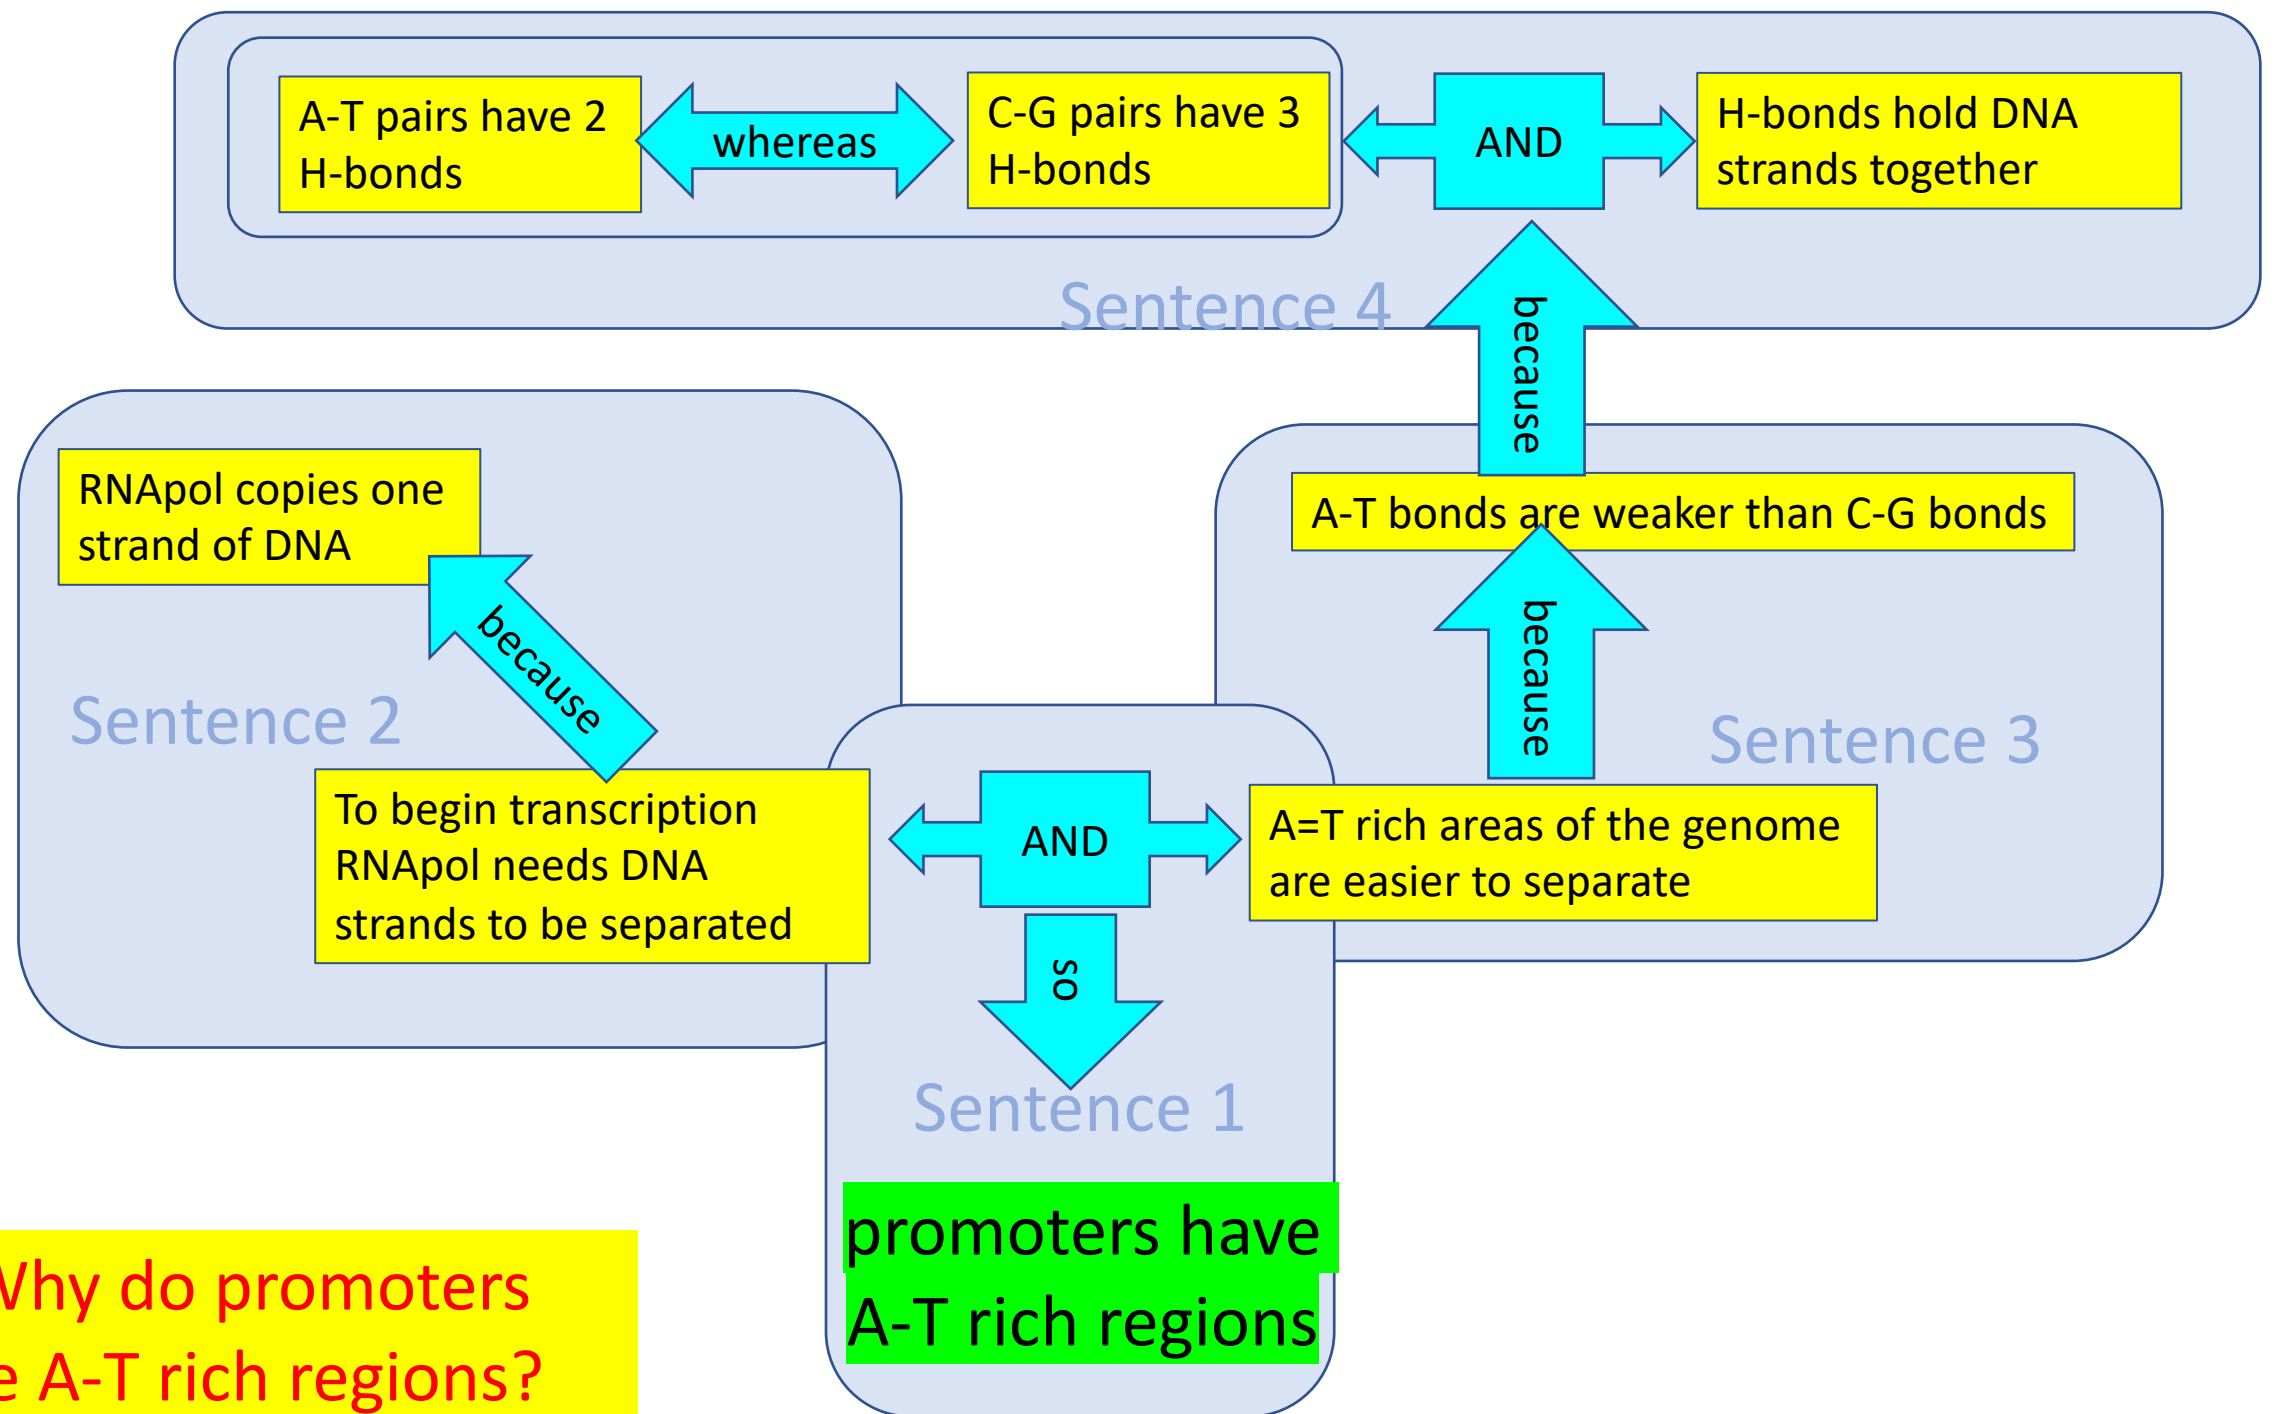 A-T pairs have 2
H-bonds
whereas
C-G pairs have 3
H-bonds
AND
H-bonds hold DNA
strands together
Sentence 4
because
RNApol copies one
strand of DNA
A-T bonds are weaker than C-G bonds
because
because
Sentence 2
Sentence 3
To begin transcription
RNApol needs DNA
strands to be separated
AND
A=T rich areas of the genome
are easier to separate
so
Sentence 1
promoters have
A-T rich regions
Why do promoters
e A-T rich regions?